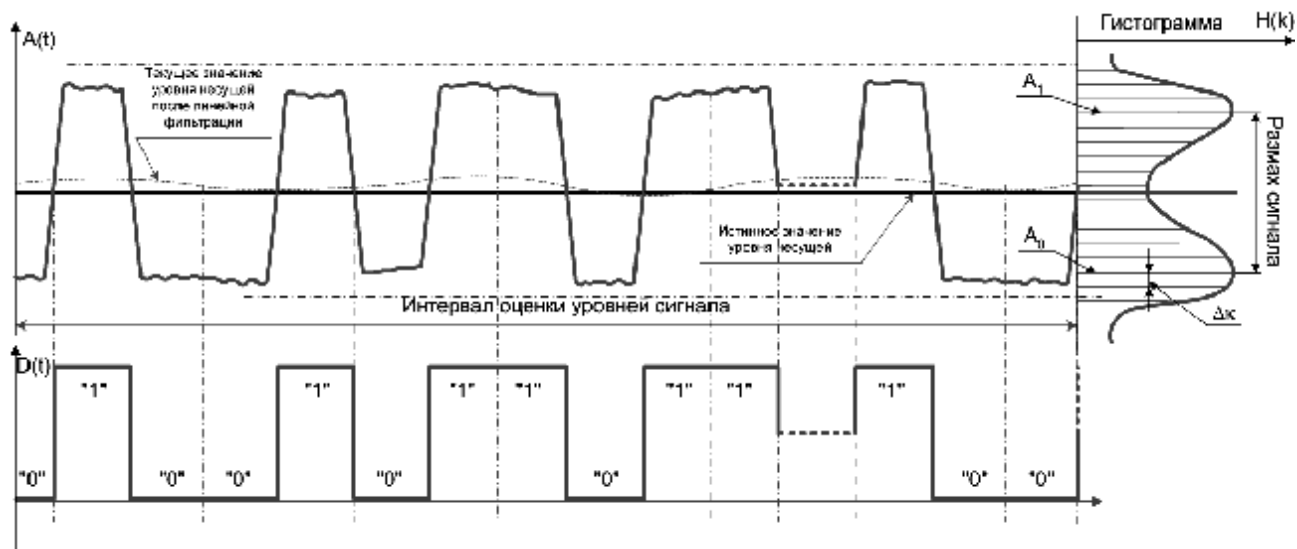 A(t)
Текущее значение
уровня несущей
после линейной
фильтрации
Истинное значение
уровня несущей
Интервал оценки уровней сигнала
Гистограмма H(k)
A1
A0
Размах сигнала
Δк
D(t)
"1" "1" "1" "1" "1" "1" "1"
"0" "0" "0" "0" "0" "0" "0"